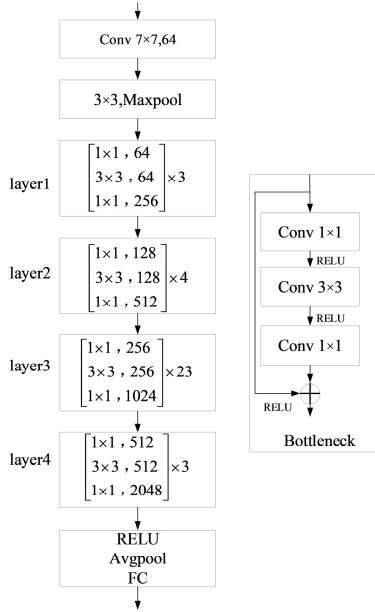 Conv 7×7,64
3×3,Maxpool
layer1
1×1 , 64
3×3 , 64 ×3
1×1 , 256
layer2
1×1 , 128
3×3 , 128 ×4
1×1 , 512
layer3
1×1 , 256
3×3 , 256 ×23
1×1 , 1024
layer4
1×1 , 512
3×3 , 512 ×3
1×1 , 2048
RELU
Avgpool
FC
Conv 1×1
RELU
Conv 3×3
RELU
Conv 1×1
RELU
Bottleneck